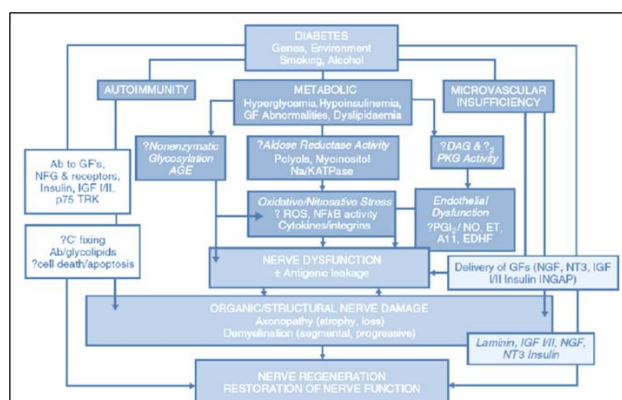 DIABETES
Genes, Environment
Smoking, Alcohol
AUTOIMMUNITY
METABOLIC
Hyperglycemia, Hypoinsulinemia,
GF Abnormalities, Dyslipidaemia
MICROVASCULAR
INSUFFICIENCY
?Nonenzymatic
Glycosylation
AGE
?Aldose Reductase Activity
Polyols, Myoinositol
Na/KATPase
?DAG & ?2
PKG Activity
Ab to GF's,
NFG & receptors,
Insulin, IGF I/II,
p75 TRK
Oxidative/Nitrosative Stress
? ROS, NFkB activity
Cytokines/integrins
Endothelial
Dysfunction
?PGI2/ NO, ET,
A11, EDHF
?C' fixing
Ab/glycolipids
?cell death/apoptosis
NERVE DYSFUNCTION
± Antigenic leakage
Delivery of GFs (NGF, NT3, IGF
I/II Insulin INGAP)
ORGANIC/STRUCTURAL NERVE DAMAGE
Axonopathy (atrophy, loss)
Demyelination (segmental, progressive)
Laminin, IGF I/II, NGF,
NT3 Insulin
NERVE REGENERATION
RESTORATION OF NERVE FUNCTION